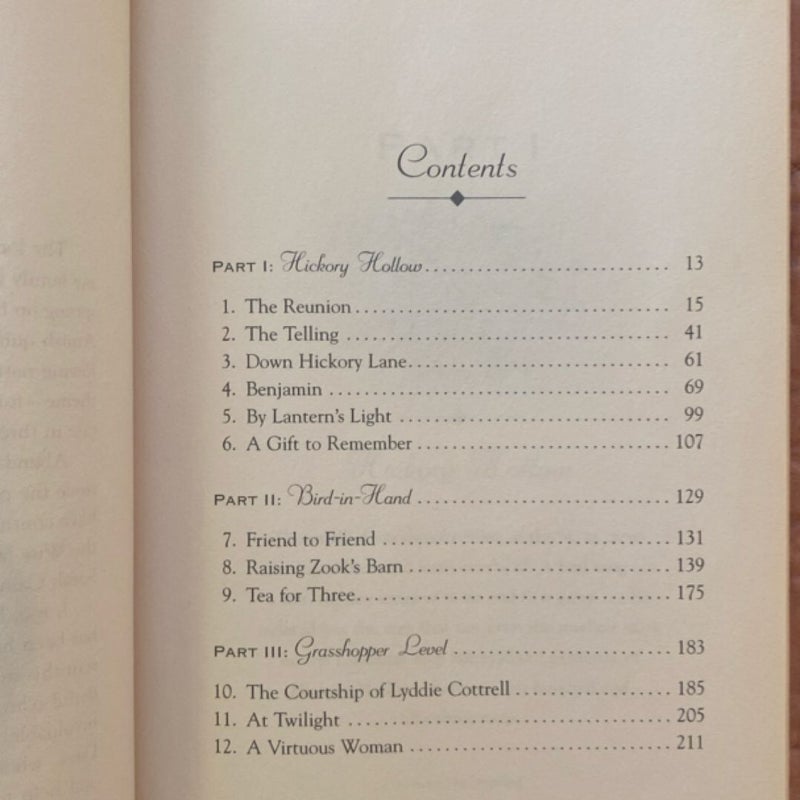 Contents
PART I: Hickory Hollow.............................. 13
1. The Reunion....................................... 15
2. The Telling ........................................ 41
3. Down Hickory Lane................................ 61
4. Benjamin .......................................... 69
5. By Lantern's Light ................................ 99
6. A Gift to Remember .............................. 107
PART II: Bird-in-Hand .............................. 129
7. Friend to Friend .................................. 131
8. Raising Zook's Barn ............................... 139
9. Tea for Three...................................... 175
PART III: Grasshopper Level .......................... 183
10. The Courtship of Lyddie Cottrell .................. 185
11. At Twilight ....................................... 205
12. A Virtuous Woman ................................ 211